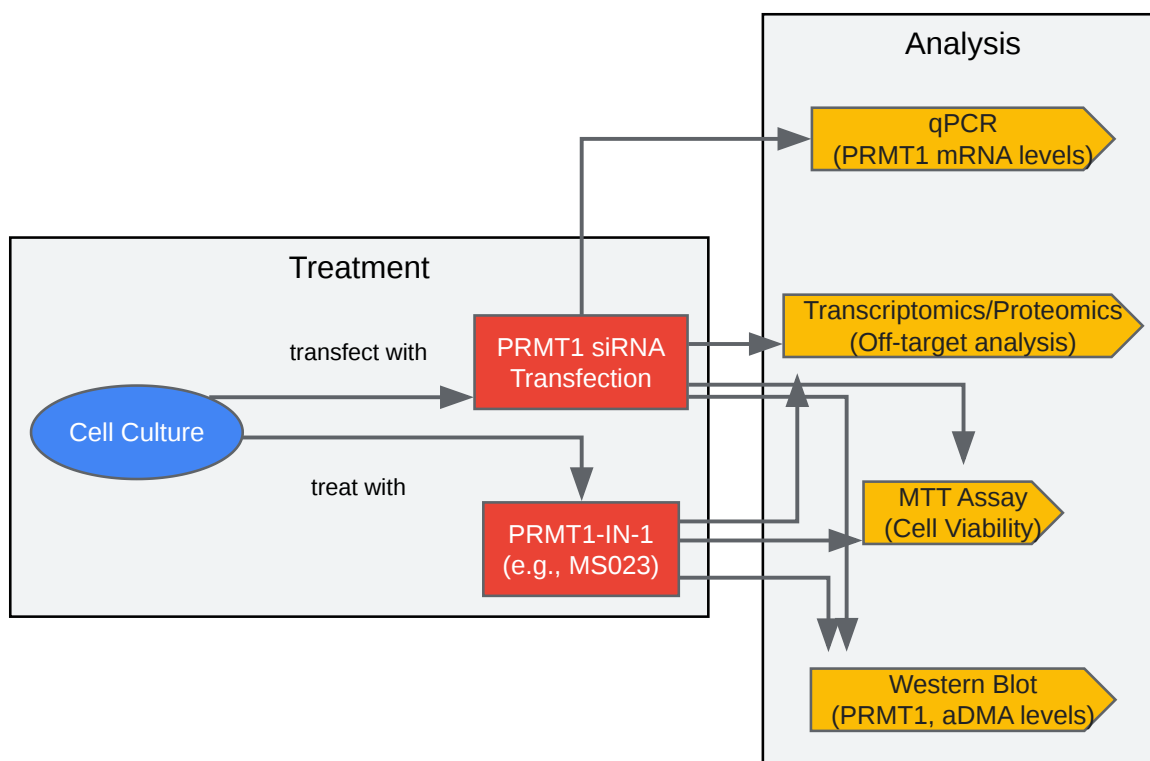 Analysis
qPCR
(PRMT1 mRNA levels)
Treatment
Transcriptomics/Proteomics
(Off-target analysis)
transfect with
PRMT1 siRNA
Transfection
Cell Culture
treat with
MTT Assay
(Cell Viability)
PRMT1-IN-1
(e.g., MS023)
Western Blot
(PRMT1, aDMA levels)